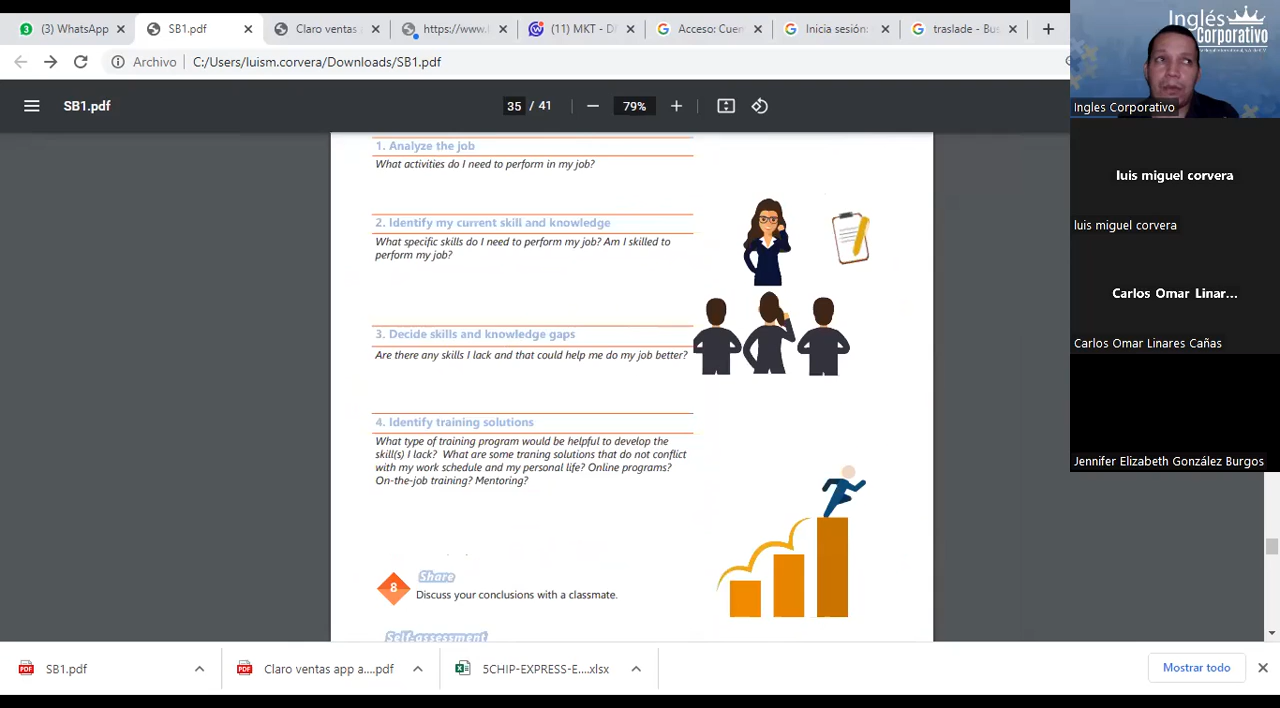 (3) WhatsApp
SB1.pdf
Claro ventas
11) MKT - D
Acceso: Cuen
Inicia sesión:
traslade - Bus
Archivo
C:/Users/luism.corvera/Downloads/SB1.pdf
SB1.pdf
35 / 41
79%
1. Analyze the job
What activities do I need to perform in my job?
2. Identify my current skill and knowledge
What specific skills do I need to perform my job? Am I skilled to
perform my job?
3. Decide skills and knowledge gaps
Are there any skills I lack and that could help me do my job better?
4. Identify training solutions
What type of training program would be helpful to develop the
skill(s) I lack? What are some traning solutions that do not conflict
with my work schedule and my personal life? Online programs?
On-the-job training? Mentoring?
8
Share
Discuss your conclusions with a classmate.
Self-assessment
Inglés
Corporativo
Ingles Corporativo
luis miguel corvera
luis miguel corvera
Carlos Omar Linar...
Carlos Omar Linares Cañas
Jennifer Elizabeth González Burgos
SB1.pdf
Claro ventas app a....pdf
5CHIP-EXPRESS-E....xlsx
Mostrar todo